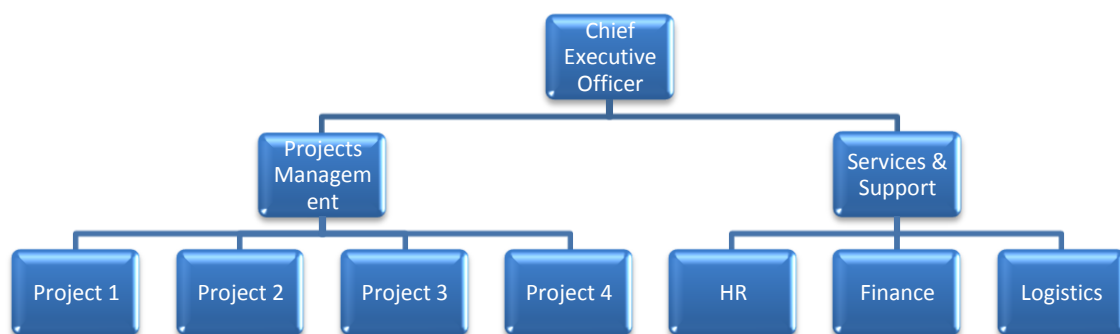 Chief
Executive
Officer
Projects
Managem
ent
Services &
Support
Project 1
Project 2
Project 3
Project 4
HR
Finance
Logistics